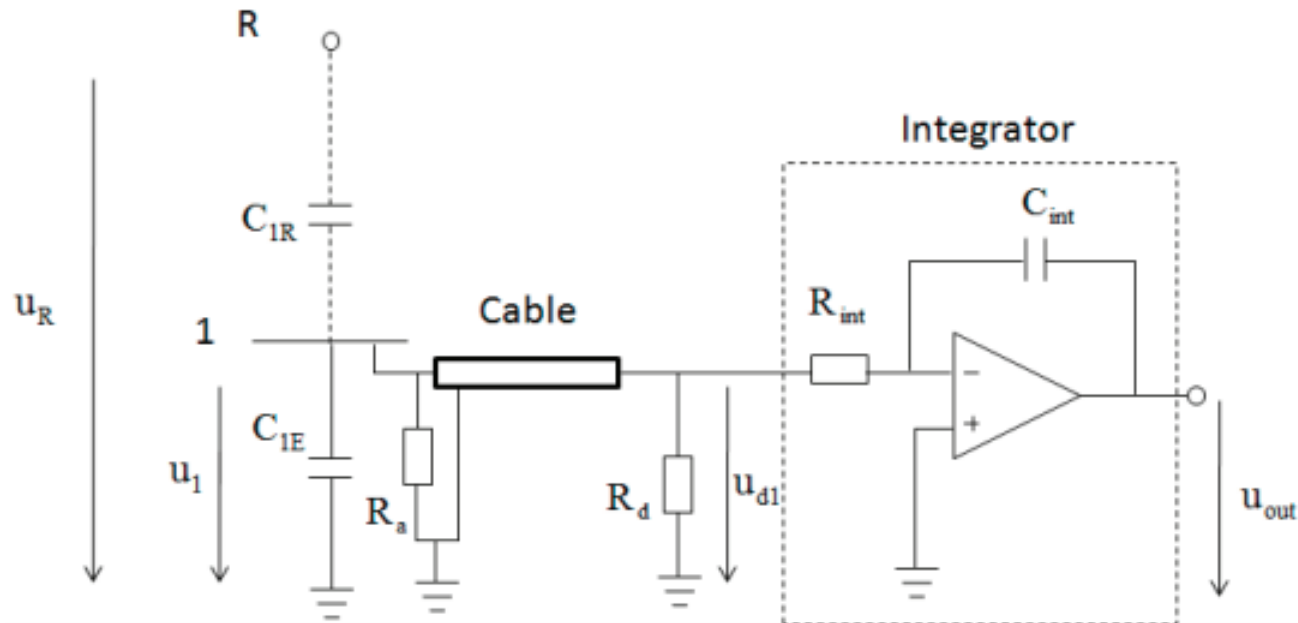 R
Integrator
C_int
C_1R
R_int
u_R
Cable
1
−
+
C_1E
u_1
R_a
R_d
u_d1
u_out